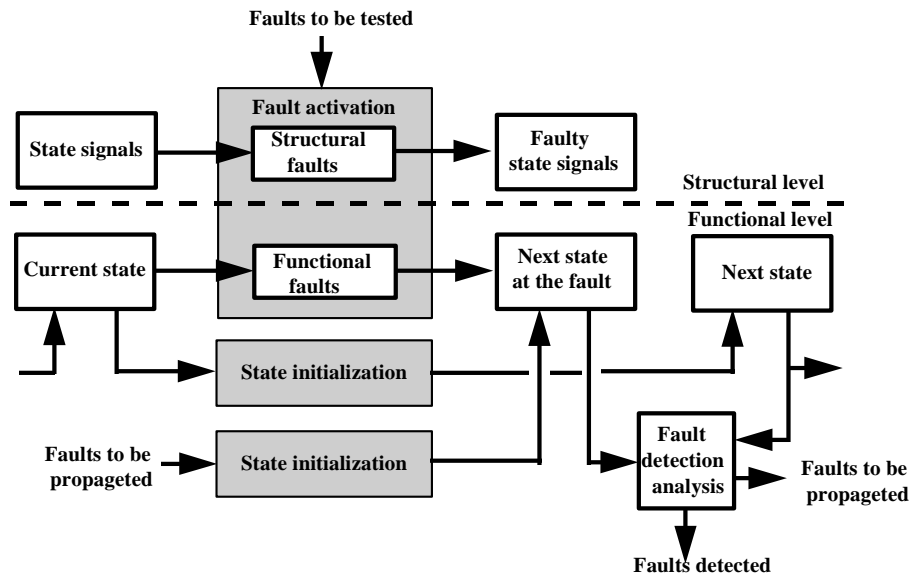 Faults to be tested
Fault activation
State signals
Structural
faults
Faulty
state signals
Structural level
Functional level
Current state
Functional
faults
Next state
at the fault
Next state
State initialization
Faults to be
propageted
State initialization
Fault
detection
analysis
Faults to be
propageted
Faults detected